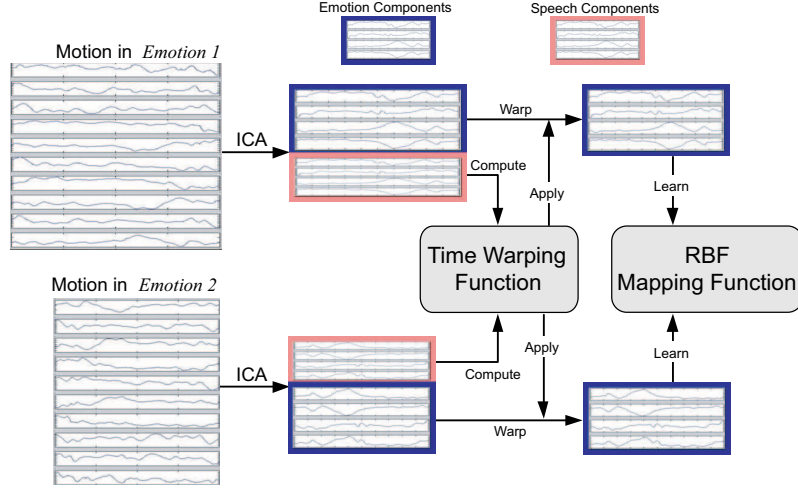 Emotion Components
Speech Components
Motion in Emotion 1
ICA
Warp
Compute
Apply
Learn
Time Warping
Function
RBF
Mapping Function
Motion in Emotion 2
ICA
Apply
Compute
Learn
Warp